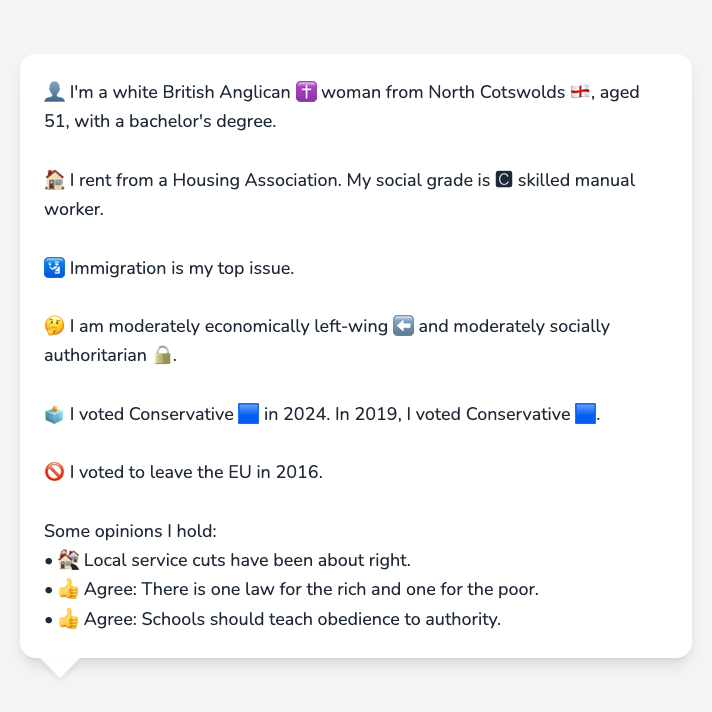 👤 I'm a white British Anglican ✝️ woman from North Cotswolds 🏴󠁧󠁢󠁥󠁮󠁧󠁿, aged
51, with a bachelor's degree.
🏠 I rent from a Housing Association. My social grade is 🅲 skilled manual
worker.
🛂 Immigration is my top issue.
🤔 I am moderately economically left-wing ⬅️ and moderately socially
authoritarian 🔒.
🗳️ I voted Conservative 🟦 in 2024. In 2019, I voted Conservative 🟦.
🚫 I voted to leave the EU in 2016.
Some opinions I hold:
• 🏘️ Local service cuts have been about right.
• 👍 Agree: There is one law for the rich and one for the poor.
• 👍 Agree: Schools should teach obedience to authority.